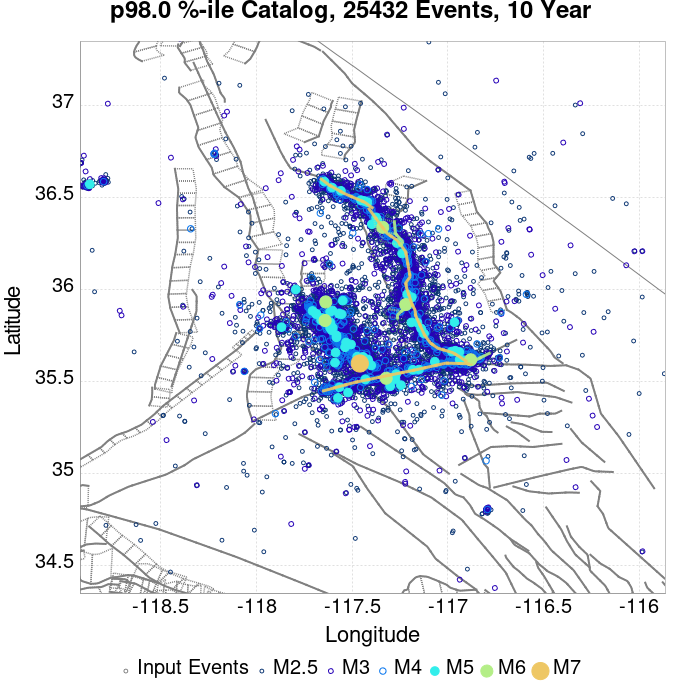 p98.0 %-ile Catalog, 25432 Events, 10 Year
37
36.5
36
35.5
35
34.5
Latitude
-118.5 -118 -117.5 -117 -116.5 -116
Longitude
Input Events M2.5 M3 M4 M5 M6 M7